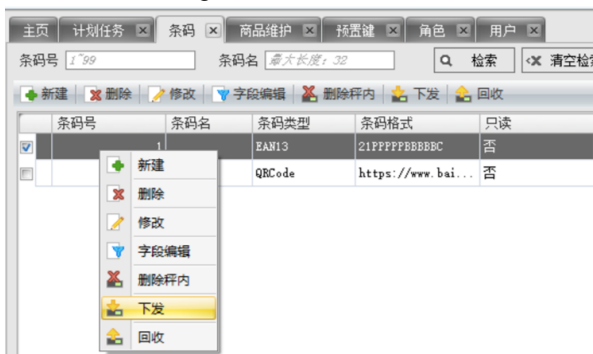 主页 计划任务 条码 商品维护 预置键 角色 用户
条码号 1~99 条码名 最大长度: 32 检索 清空检索
新建 删除 修改 字段编辑 删除秤内 下发 回收
条码号 条码名 条码类型 条码格式 只读
1 EAN13 21PPPPPBBBBBC 否
QRCode https://www.bai... 否
新建
删除
修改
字段编辑
删除秤内
下发
回收